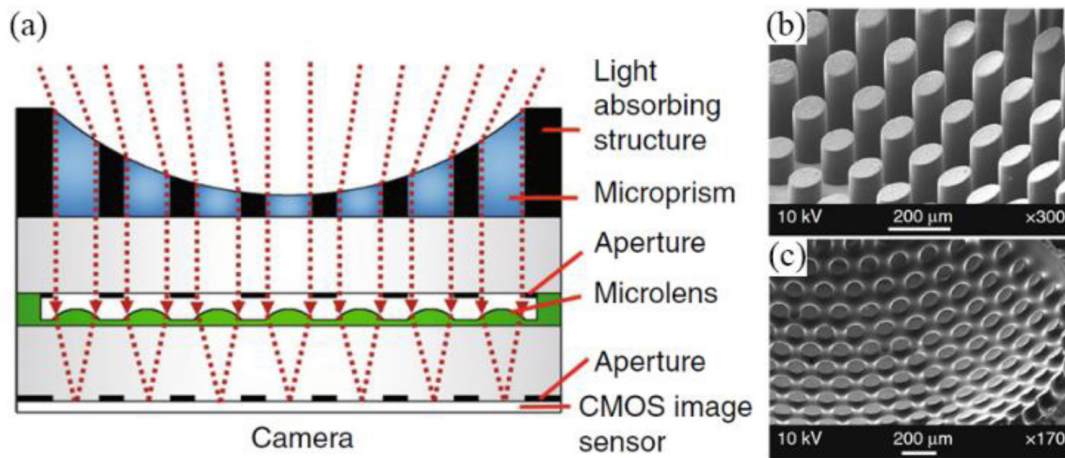 (a)
Light
absorbing
structure
Microprism
Aperture
Microlens
Aperture
CMOS image
sensor
Camera
(b)
10 kV 200 μm ×300
(c)
10 kV 200 μm ×170